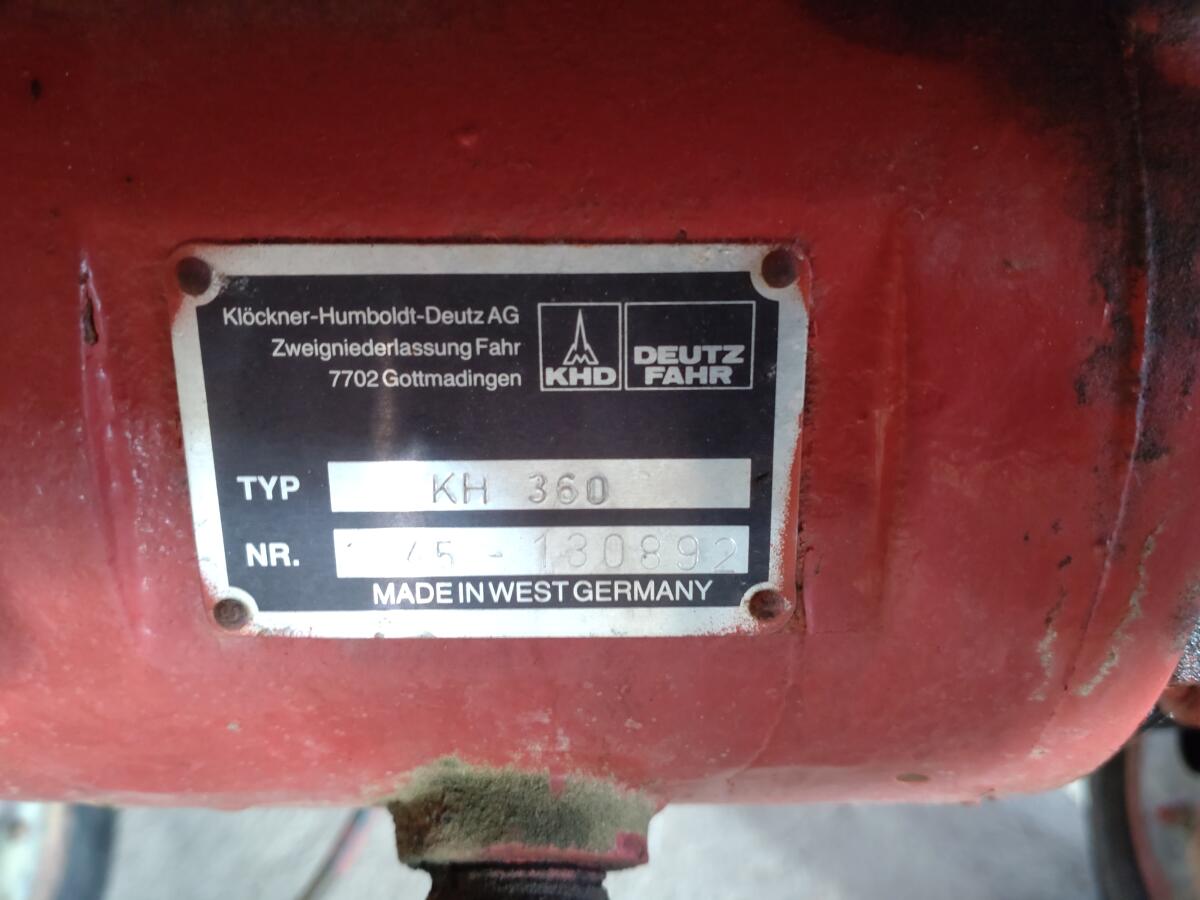 Klöckner-Humboldt-Deutz AG
Zweigniederlassung Fahr
7702 Gottmadingen
KHD
DEUTZ
FAHR
TYP KH 360
NR. 130892
MADE IN WEST GERMANY